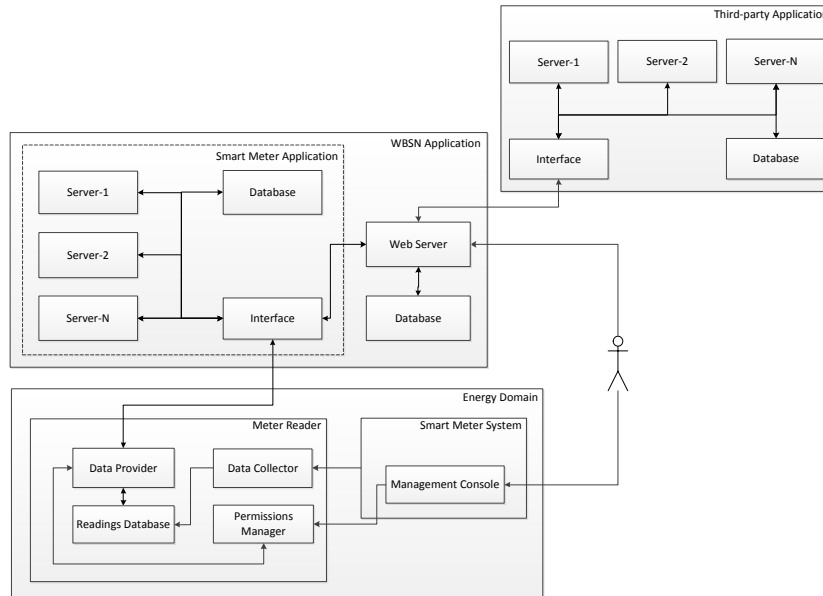 Third-party Application
Server-1
Server-2
Server-N
Interface
Database
WBSN Application
Smart Meter Application
Server-1
Database
Server-2
Web Server
Server-N
Interface
Database
Energy Domain
Meter Reader
Smart Meter System
Data Provider
Data Collector
Management Console
Readings Database
Permissions
Manager